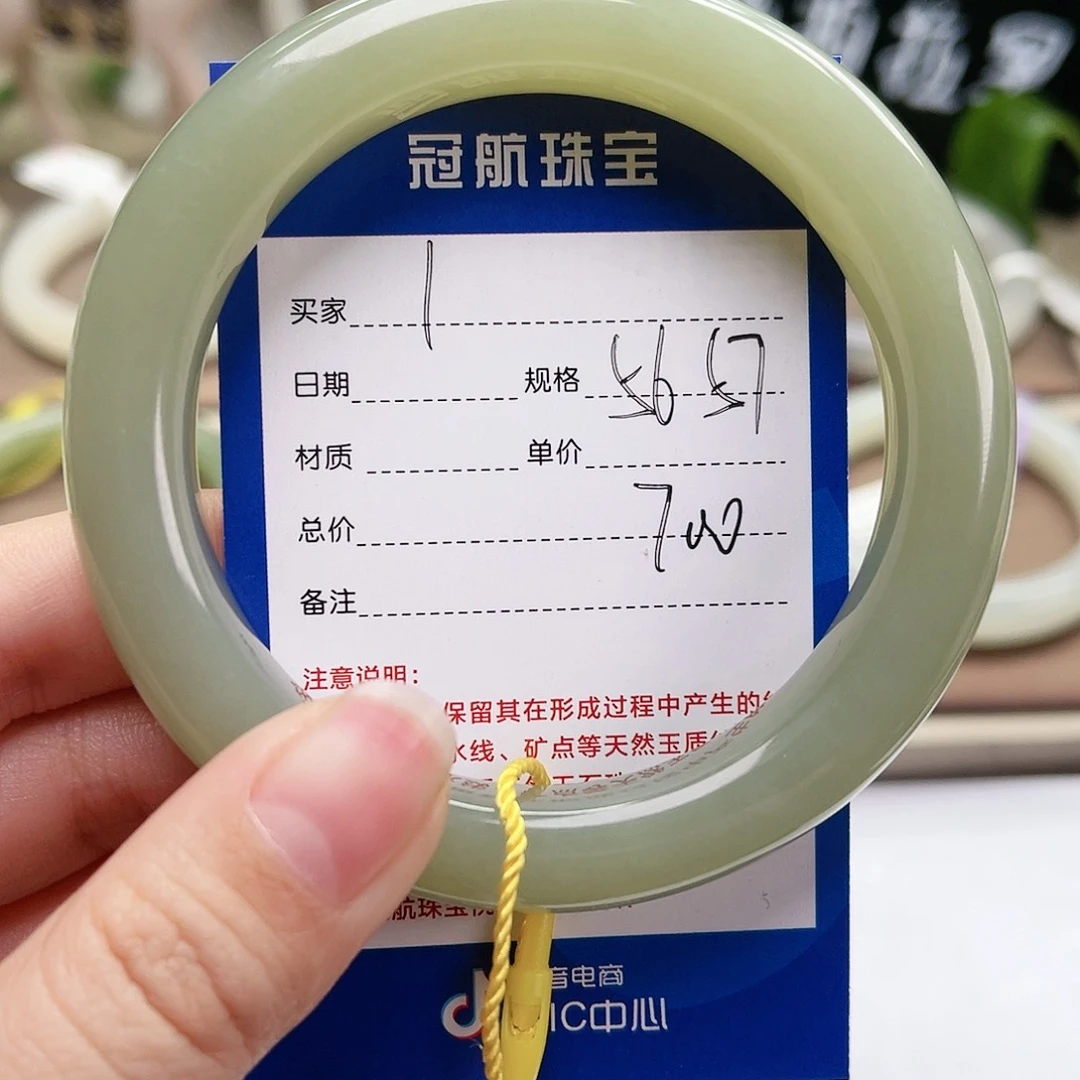 冠航珠宝
买家 1
日期 规格 56 57
材质 单价
总价 700
备注
注意说明:
保留其在形成过程中产生的
水线、矿点等天然玉质
航珠宝
音电商
IC中心